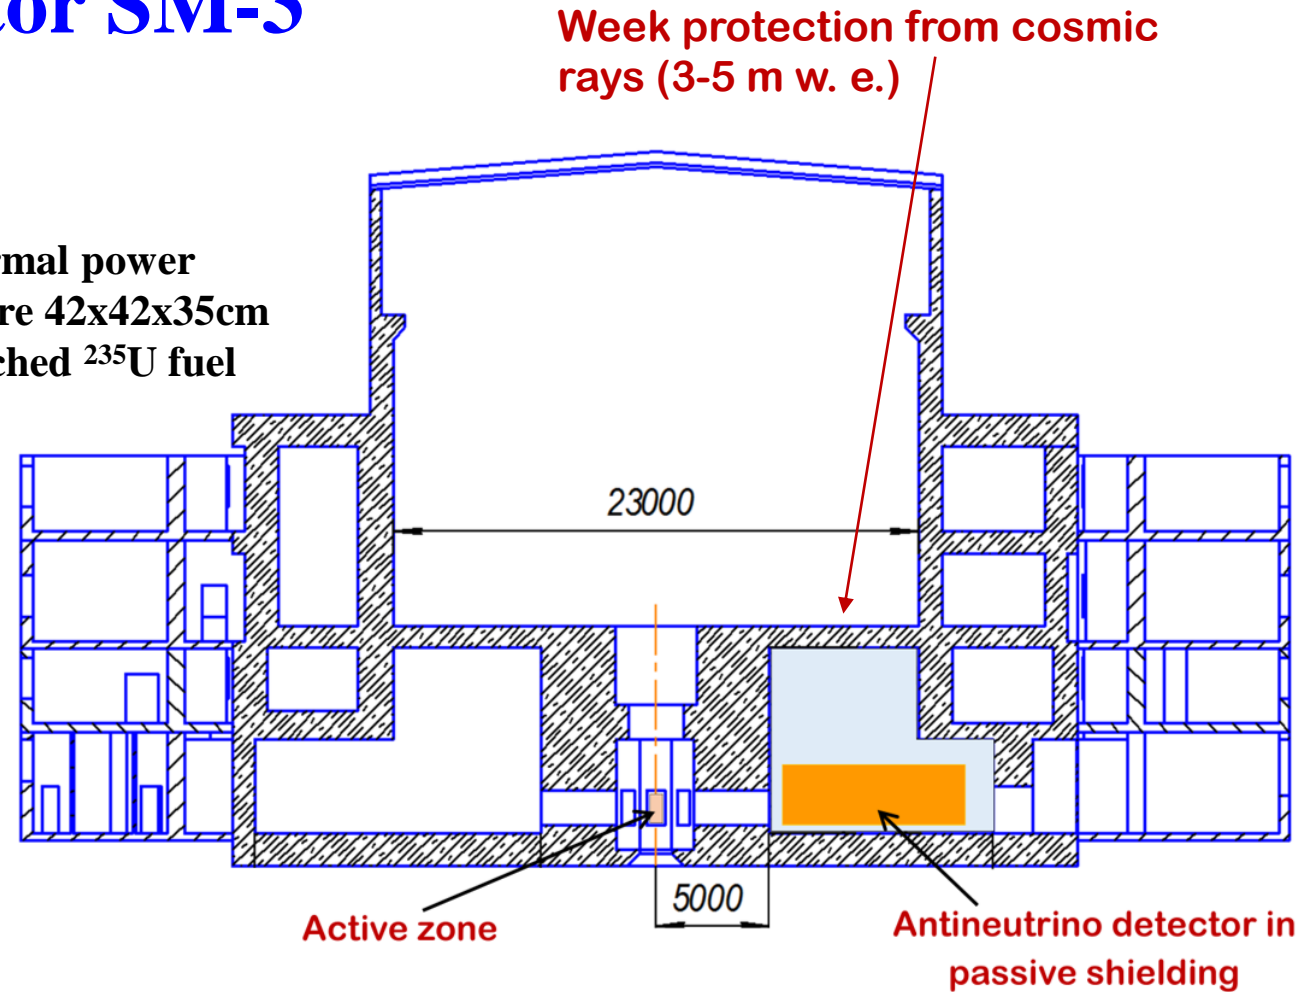 tor SM-3
Week protection from cosmic
rays (3-5 m w. e.)
rmal power
re 42x42x35cm
ched ²³⁵U fuel
23000
5000
Active zone
Antineutrino detector in
passive shielding